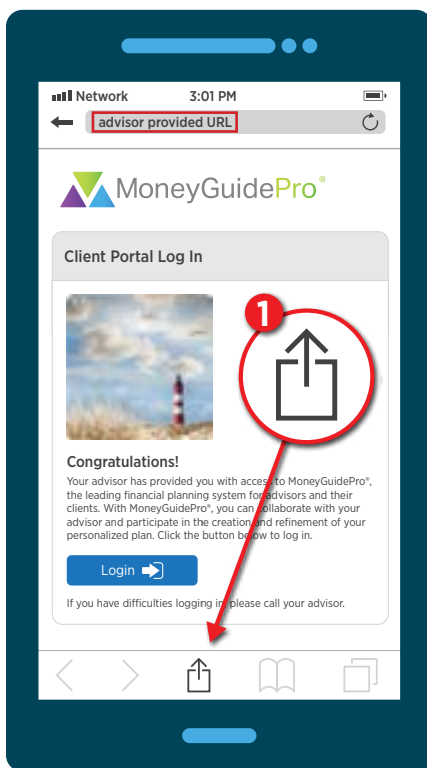 Network 3:01 PM
advisor provided URL
MoneyGuidePro®
Client Portal Log In
1
Congratulations!
Your advisor has provided you with access to MoneyGuidePro®,
the leading financial planning system for advisors and their
clients. With MoneyGuidePro®, you can collaborate with your
advisor and participate in the creation and refinement of your
personalized plan. Click the button below to log in.
Login
If you have difficulties logging in, please call your advisor.